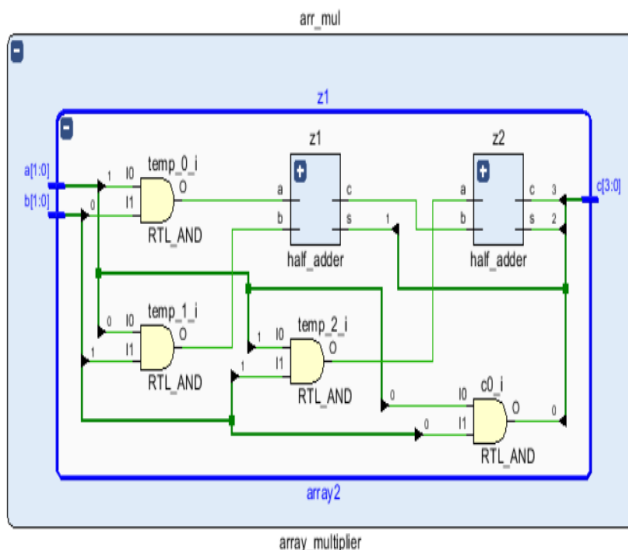 arr_mul
z1
a[1:0]
b[1:0]
c[3:0]
temp_0_i
1 I0
0 I1
O
RTL_AND
z1
a c
b s 1
half_adder
z2
a c 3
b s 2
half_adder
temp_1_i
0 I0
1 I1
O
RTL_AND
temp_2_i
1 I0
1 I1
O
RTL_AND
c0_i
0 I0
0 I1
O 0
RTL_AND
array2
array_multiplier